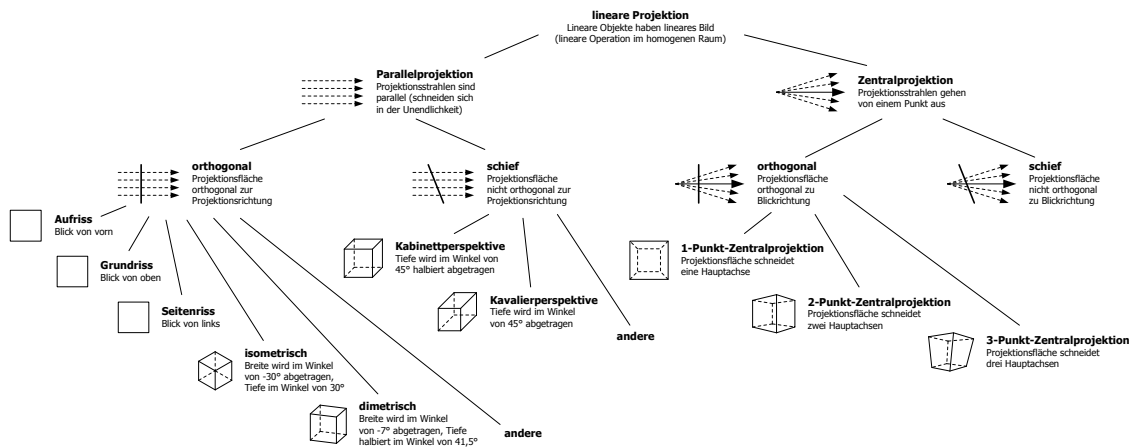 lineare Projektion
Lineare Objekte haben lineares Bild
(lineare Operation im homogenen Raum)
Parallelprojektion
Projektionsstrahlen sind
parallel (schneiden sich
in der Unendlichkeit)
Zentralprojektion
Projektionsstrahlen gehen
von einem Punkt aus
orthogonal
Projektionsfläche
orthogonal zur
Projektionsrichtung
schief
Projektionsfläche
nicht orthogonal zur
Projektionsrichtung
orthogonal
Projektionsfläche
orthogonal zu
Blickrichtung
schief
Projektionsfläche
nicht orthogonal
zu Blickrichtung
Aufriss
Blick von vorn
Grundriss
Blick von oben
Seitenriss
Blick von links
isometrisch
Breite wird im Winkel
von -30° abgetragen,
Tiefe im Winkel von 30°
dimetrisch
Breite wird im Winkel
von -7° abgetragen, Tiefe
halbiert im Winkel von 41,5°
andere
Kabinettperspektive
Tiefe wird im Winkel von
45° halbiert abgetragen
Kavalierperspektive
Tiefe wird im Winkel
von 45° abgetragen
andere
1-Punkt-Zentralprojektion
Projektionsfläche schneidet
eine Hauptachse
2-Punkt-Zentralprojektion
Projektionsfläche schneidet
zwei Hauptachsen
3-Punkt-Zentralprojektion
Projektionsfläche schneidet
drei Hauptachsen